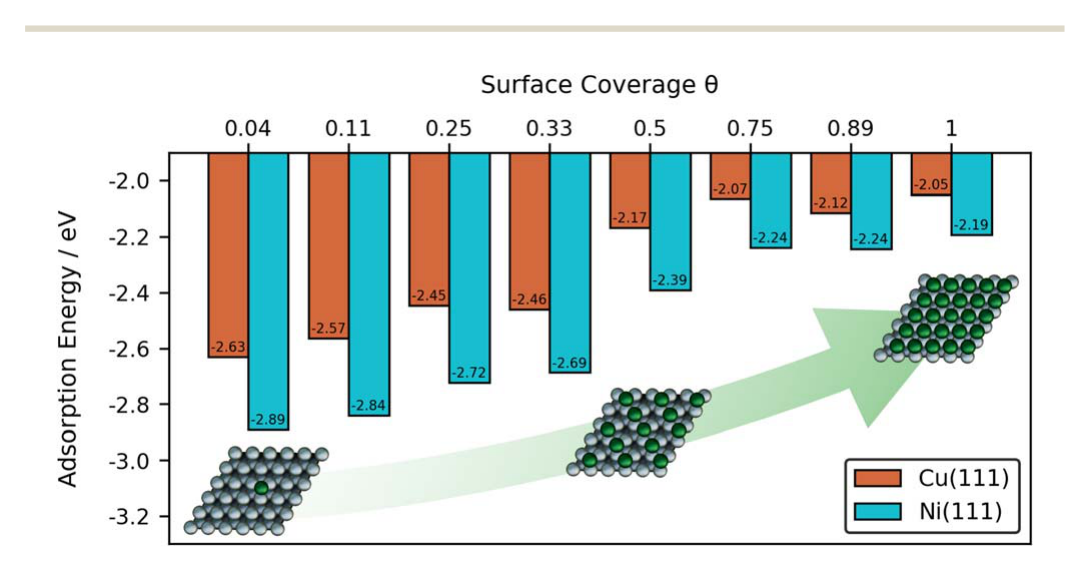 Surface Coverage θ
0.04 0.11 0.25 0.33 0.5 0.75 0.89 1
Adsorption Energy / eV
-2.0
-2.2
-2.4
-2.6
-2.8
-3.0
-3.2
-2.63 -2.89 -2.57 -2.84 -2.45 -2.72 -2.46 -2.69 -2.17 -2.39 -2.07 -2.24 -2.12 -2.24 -2.05 -2.19
Cu(111)
Ni(111)